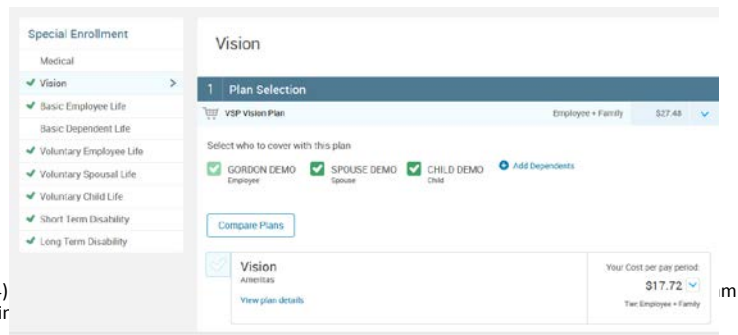 Special Enrollment
Medical
Vision
Basic Employee Life
Basic Dependent Life
Voluntary Employee Life
Voluntary Spousal Life
Voluntary Child Life
Short Term Disability
Long Term Disability
Vision
1 Plan Selection
VSP Vision Plan Employee + Family $27.48
Select who to cover with this plan
GORDON DEMO SPOUSE DEMO CHILD DEMO Add Dependents
Employee Spouse Child
Compare Plans
Vision
Ameritas
View plan details
Your Cost per pay period:
$17.72
Tier: Employee + Family